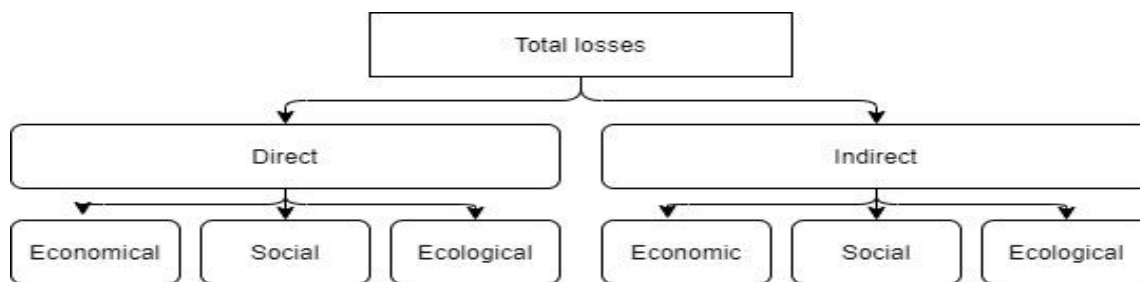 Total losses
Direct
Indirect
Economical
Social
Ecological
Economic
Social
Ecological